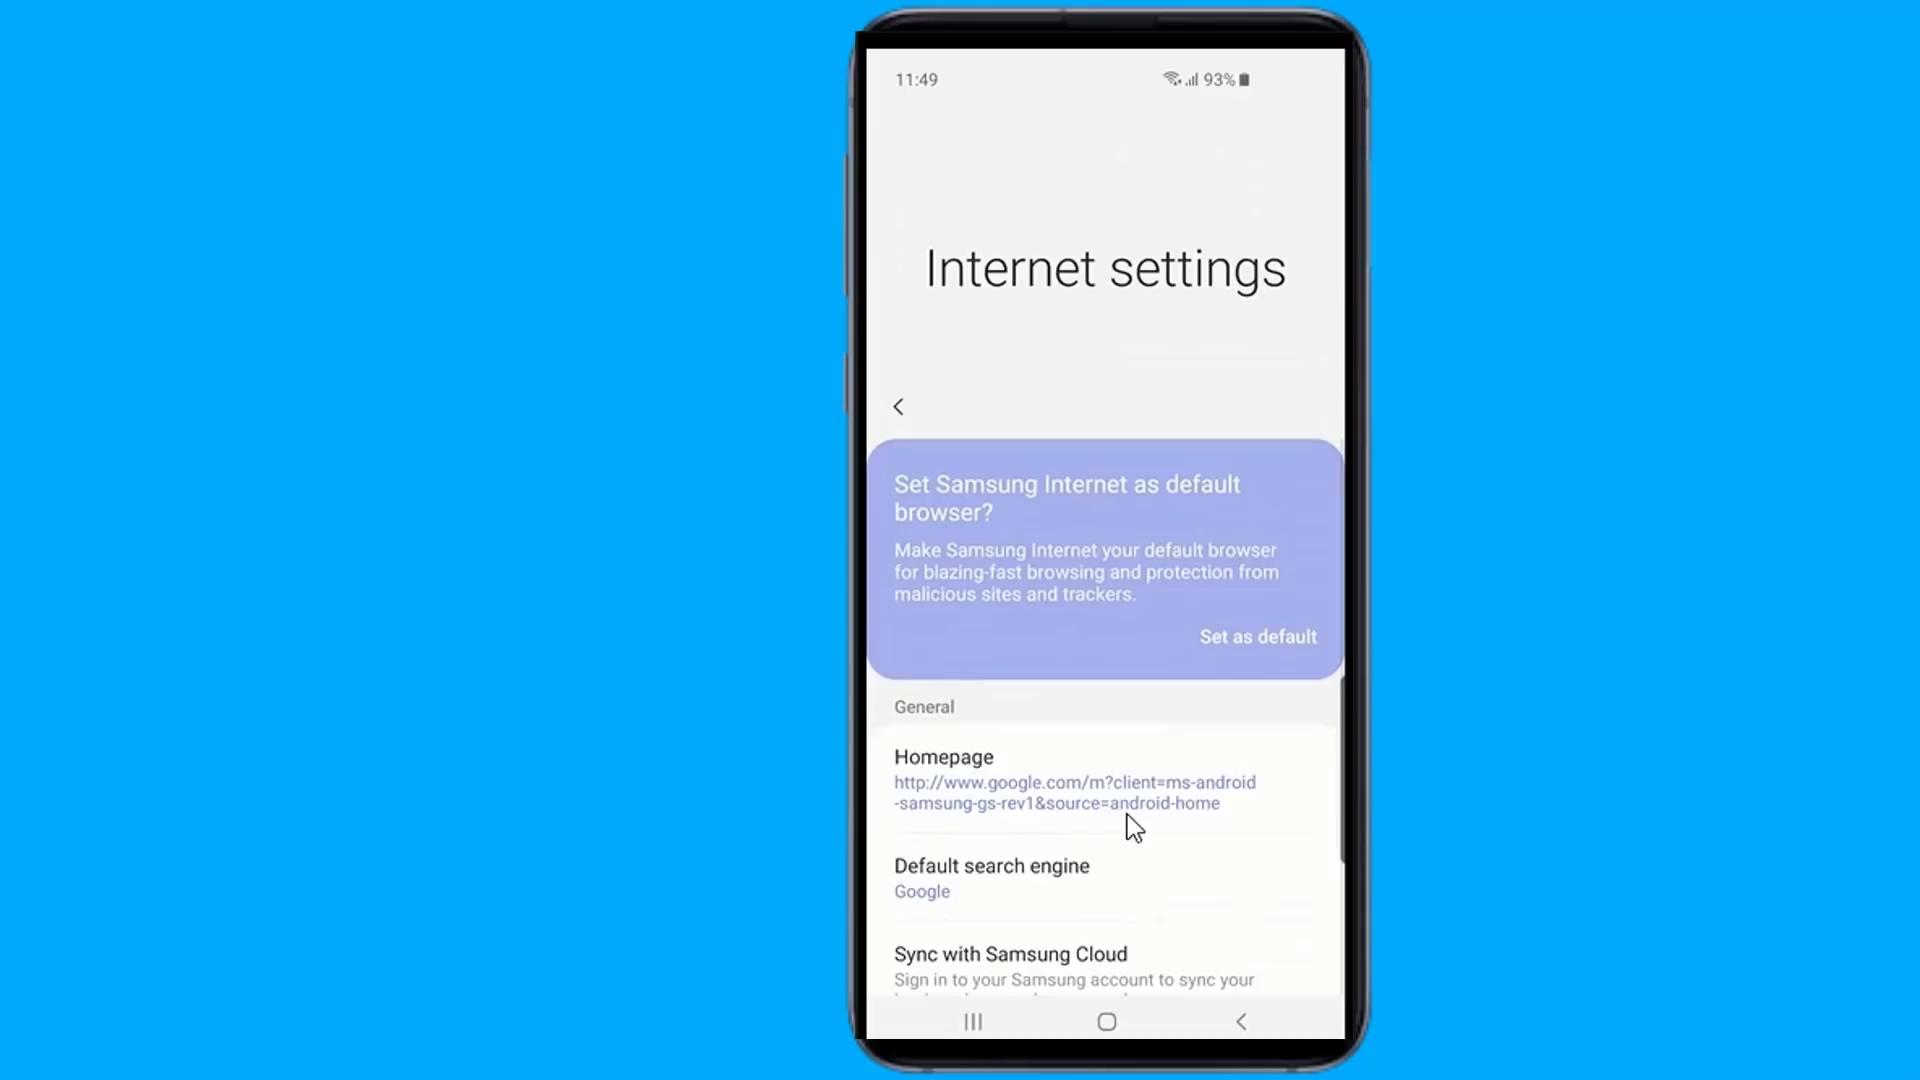 11:49
93%
Internet settings
Set Samsung Internet as default
browser?
Make Samsung Internet your default browser
for blazing-fast browsing and protection from
malicious sites and trackers.
Set as default
General
Homepage
http://www.google.com/m?client=ms-android
-samsung-gs-rev1&source=android-home
Default search engine
Google
Sync with Samsung Cloud
Sign in to your Samsung account to sync your